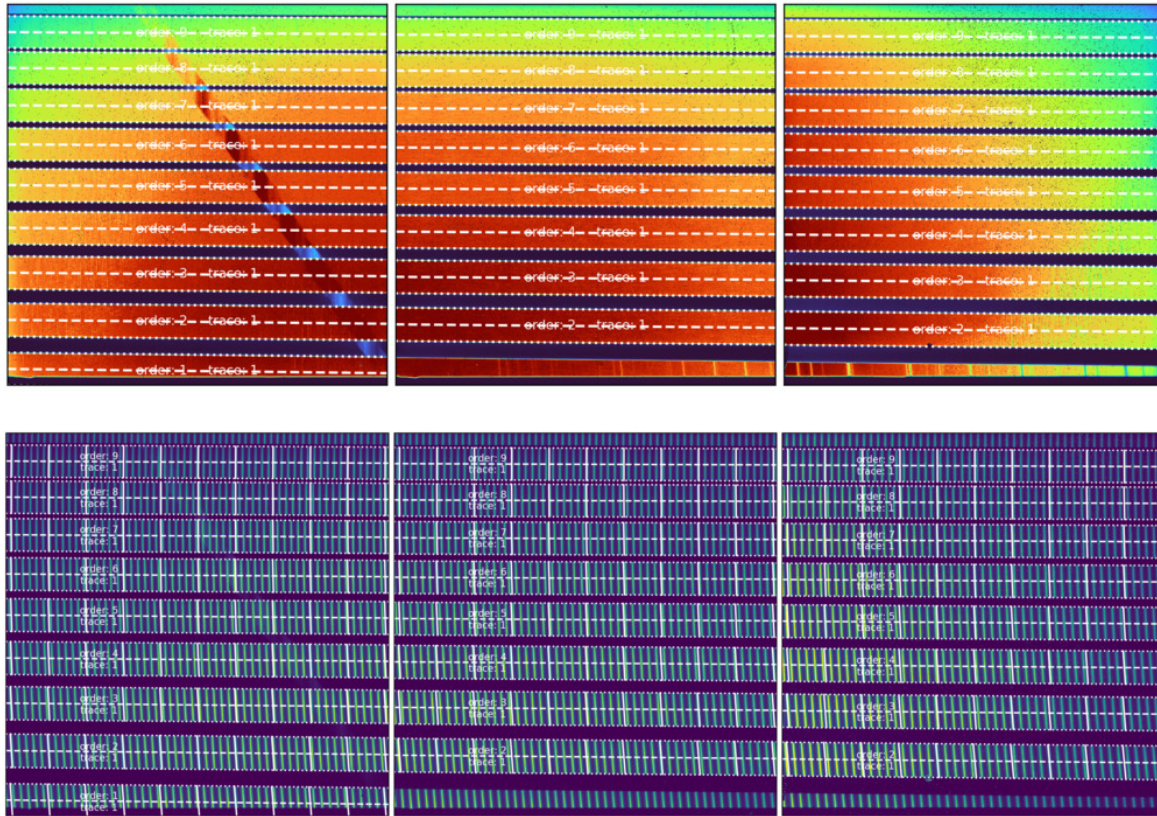 order: 9 trace: 1
order: 8 trace: 1
order: 7 trace: 1
order: 6 trace: 1
order: 5 trace: 1
order: 4 trace: 1
order: 3 trace: 1
order: 2 trace: 1
order: 1 trace: 1
order: 9 trace: 1
order: 8 trace: 1
order: 7 trace: 1
order: 6 trace: 1
order: 5 trace: 1
order: 4 trace: 1
order: 3 trace: 1
order: 2 trace: 1
order: 9 trace: 1
order: 8 trace: 1
order: 7 trace: 1
order: 6 trace: 1
order: 5 trace: 1
order: 4 trace: 1
order: 3 trace: 1
order: 2 trace: 1
order: 9
trace: 1
order: 8
trace: 1
order: 7
trace: 1
order: 6
trace: 1
order: 5
trace: 1
order: 4
trace: 1
order: 3
trace: 1
order: 2
trace: 1
order: 1
trace: 1
order: 9
trace: 1
order: 8
trace: 1
order: 7
trace: 1
order: 6
trace: 1
order: 5
trace: 1
order: 4
trace: 1
order: 3
trace: 1
order: 2
trace: 1
order: 9
trace: 1
order: 8
trace: 1
order: 7
trace: 1
order: 6
trace: 1
order: 5
trace: 1
order: 4
trace: 1
order: 3
trace: 1
order: 2
trace: 1